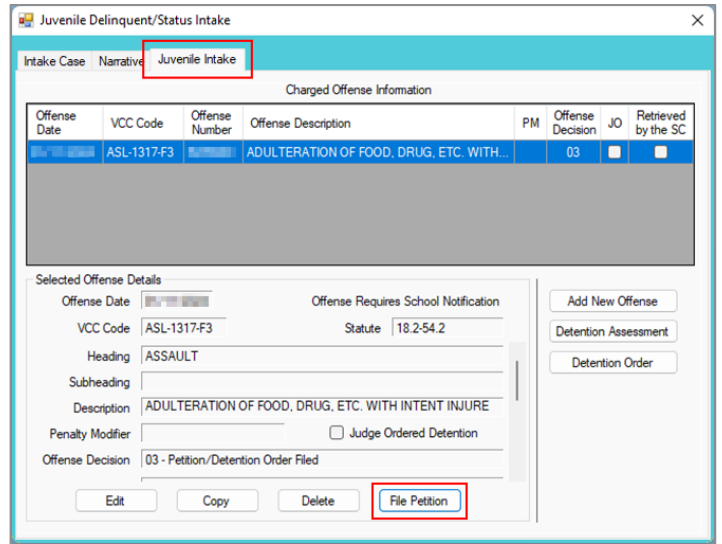 Juvenile Delinquent/Status Intake
Intake Case Narrative Juvenile Intake
Charged Offense Information
Offense Date VCC Code Offense Number Offense Description PM Offense Decision JO Retrieved by the SC
ASL-1317-F3 ADULTERATION OF FOOD, DRUG, ETC. WITH... 03
Selected Offense Details
Offense Date Offense Requires School Notification
VCC Code ASL-1317-F3 Statute 18.2-54.2
Heading ASSAULT
Subheading
Description ADULTERATION OF FOOD, DRUG, ETC. WITH INTENT INJURE
Penalty Modifier Judge Ordered Detention
Offense Decision 03 - Petition/Detention Order Filed
Edit Copy Delete File Petition
Add New Offense
Detention Assessment
Detention Order